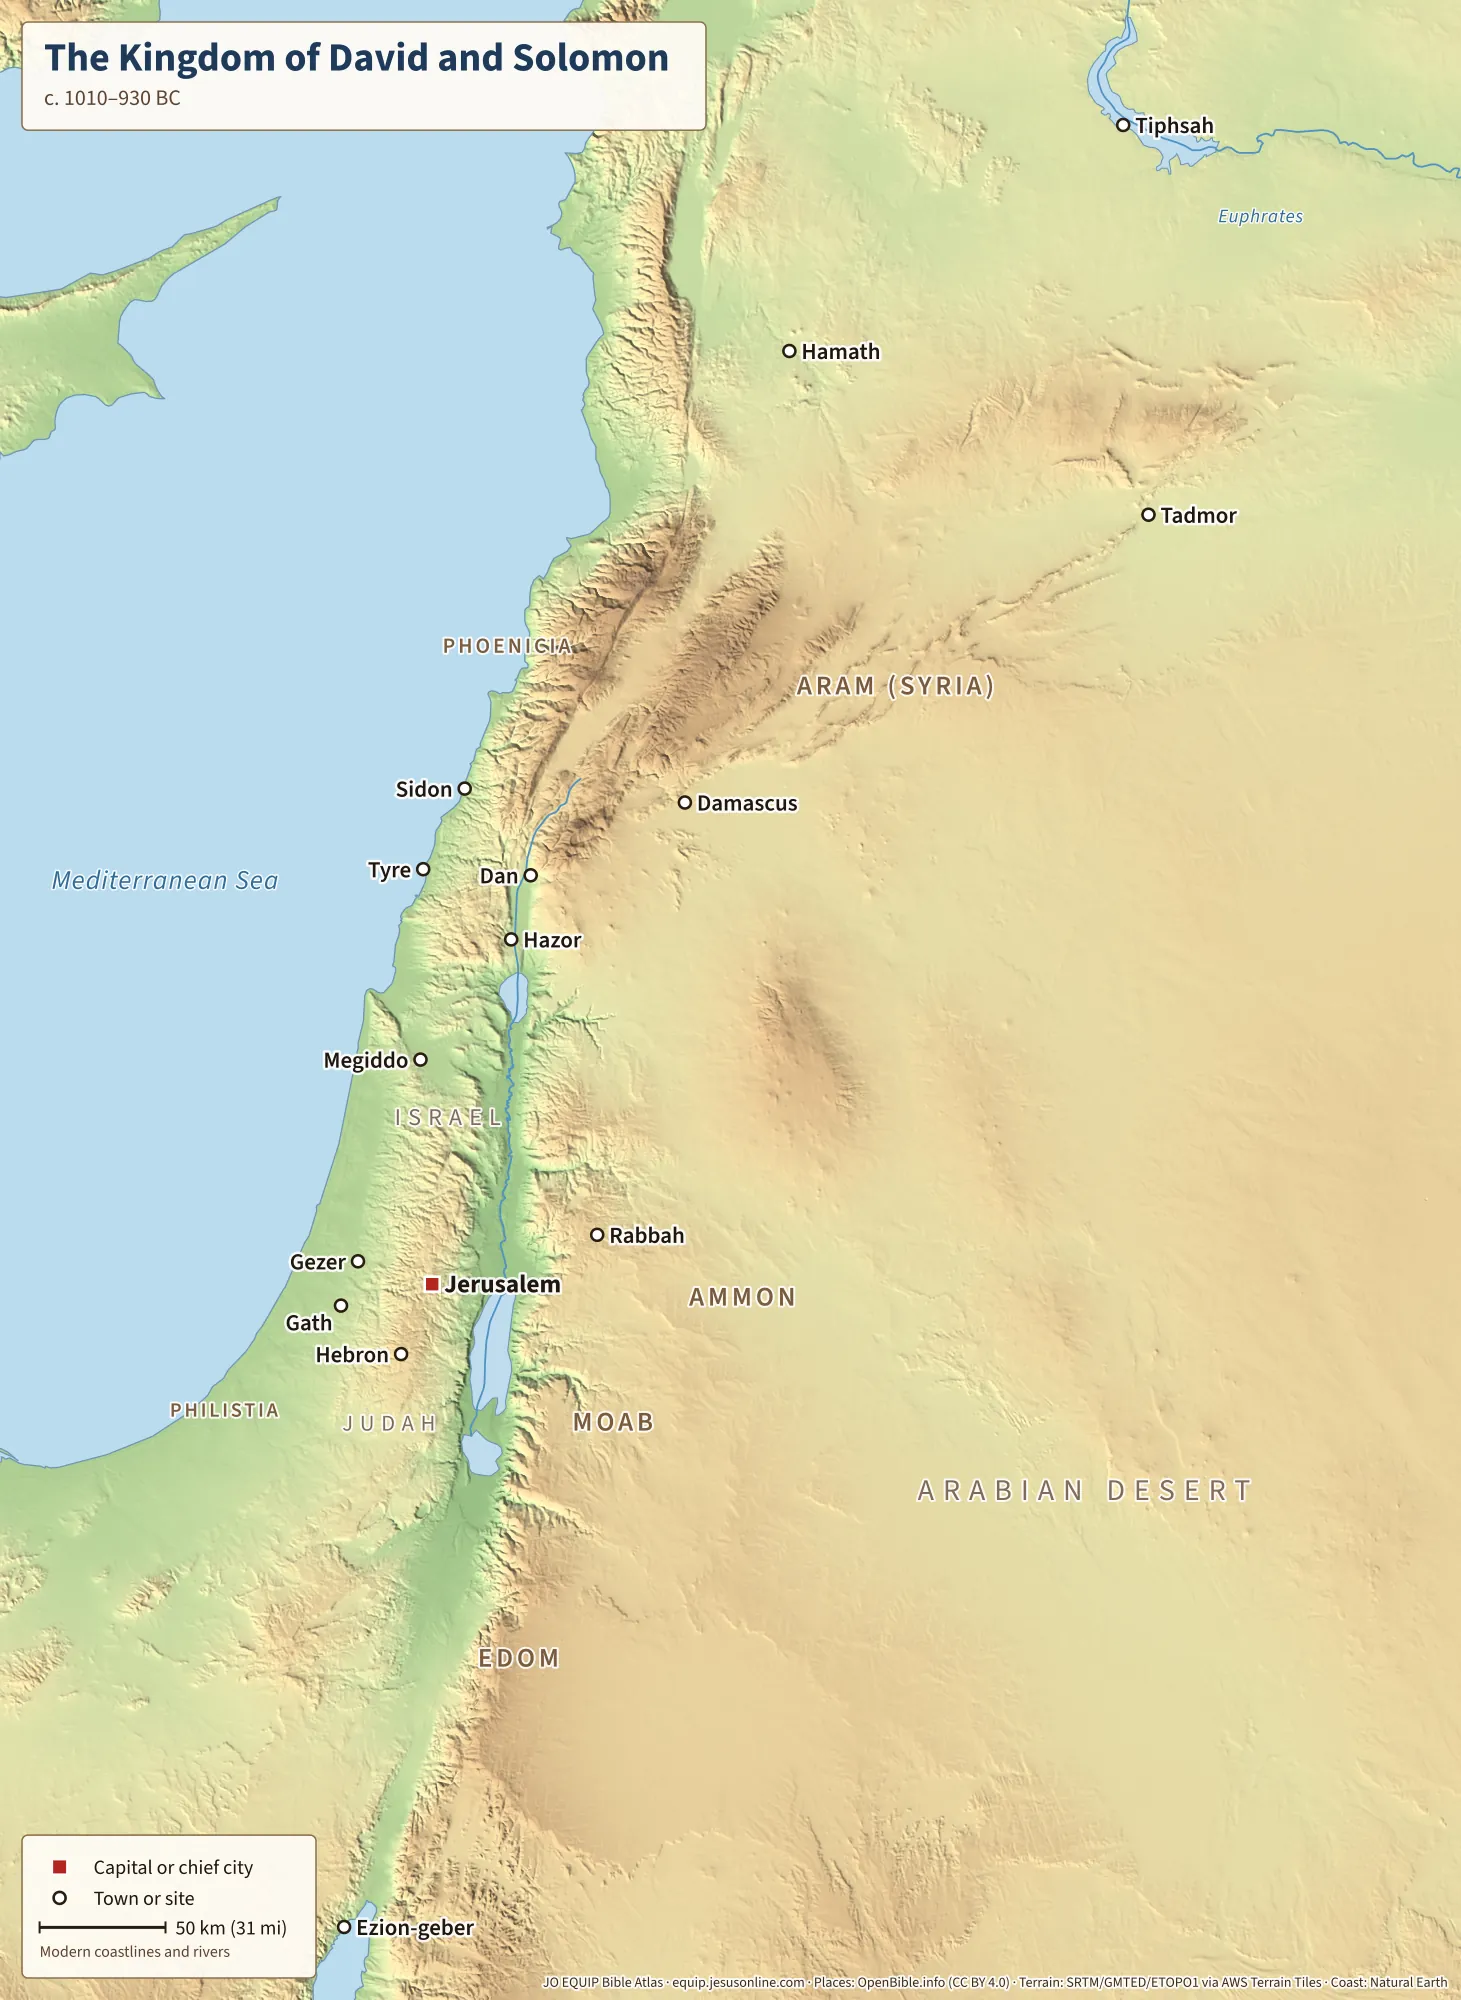 The Kingdom of David and Solomon
c. 1010–930 BC
Tiphsah
Euphrates
Hamath
Tadmor
PHOENICIA
ARAM (SYRIA)
Sidon
Damascus
Tyre
Mediterranean Sea
Dan
Hazor
Megiddo
ISRAEL
Rabbah
Gezer
Jerusalem
AMMON
Gath
Hebron
PHILISTIA
JUDAH
MOAB
ARABIAN DESERT
EDOM
Capital or chief city
Town or site
50 km (31 mi)
Modern coastlines and rivers
Ezion-geber
JO EQUIP Bible Atlas · equip.jesusonline.com · Places: OpenBible.info (CC BY 4.0) · Terrain: SRTM/GMTED/ETOPO1 via AWS Terrain Tiles · Coast: Natural Earth